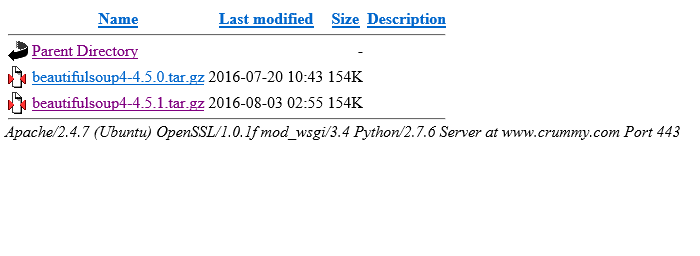 Name Last modified Size Description
Parent Directory -
beautifulsoup4-4.5.0.tar.gz 2016-07-20 10:43 154K
beautifulsoup4-4.5.1.tar.gz 2016-08-03 02:55 154K
Apache/2.4.7 (Ubuntu) OpenSSL/1.0.1f mod_wsgi/3.4 Python/2.7.6 Server at www.crummy.com Port 443